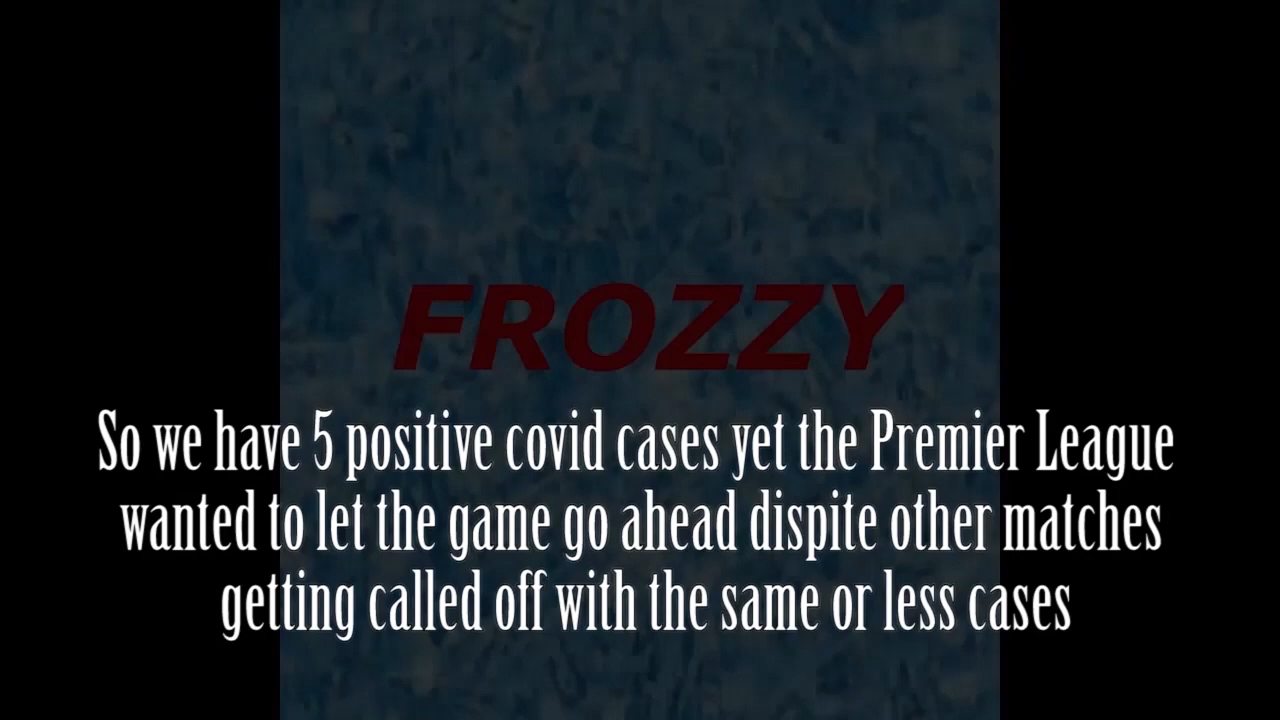 FROZZY
So we have 5 positive covid cases yet the Premier League
wanted to let the game go ahead dispite other matches
getting called off with the same or less cases